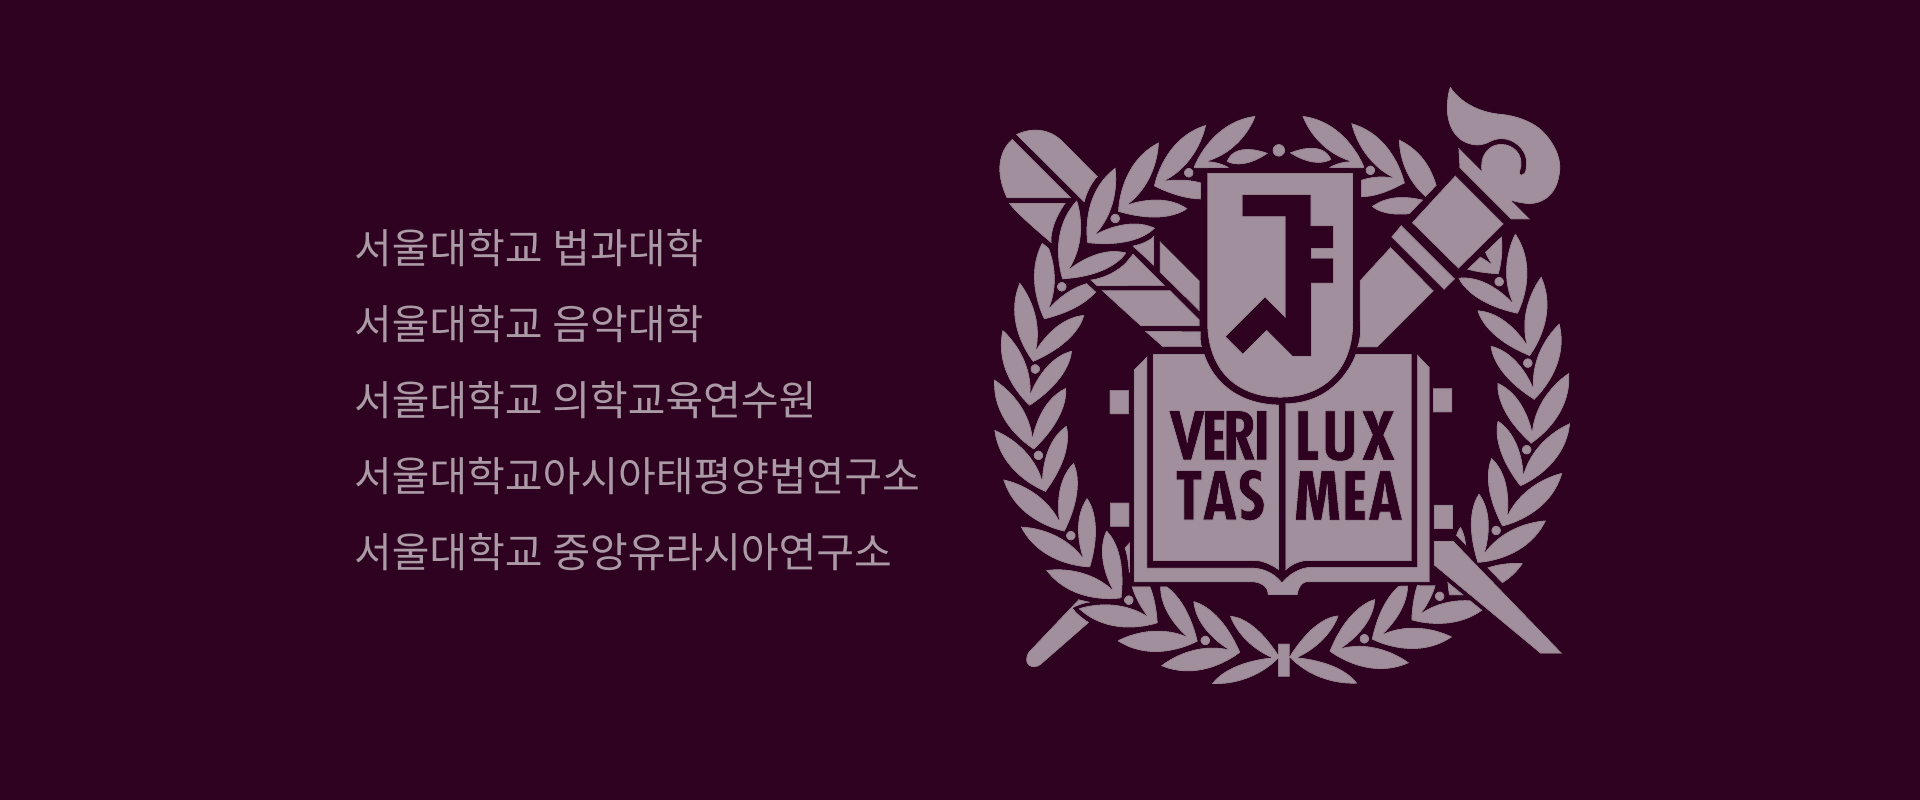 서울대학교 법과대학
서울대학교 음악대학
서울대학교 의학교육연수원
서울대학교아시아태평양법연구소
서울대학교 중앙유라시아연구소
VERI LUX
TAS MEA